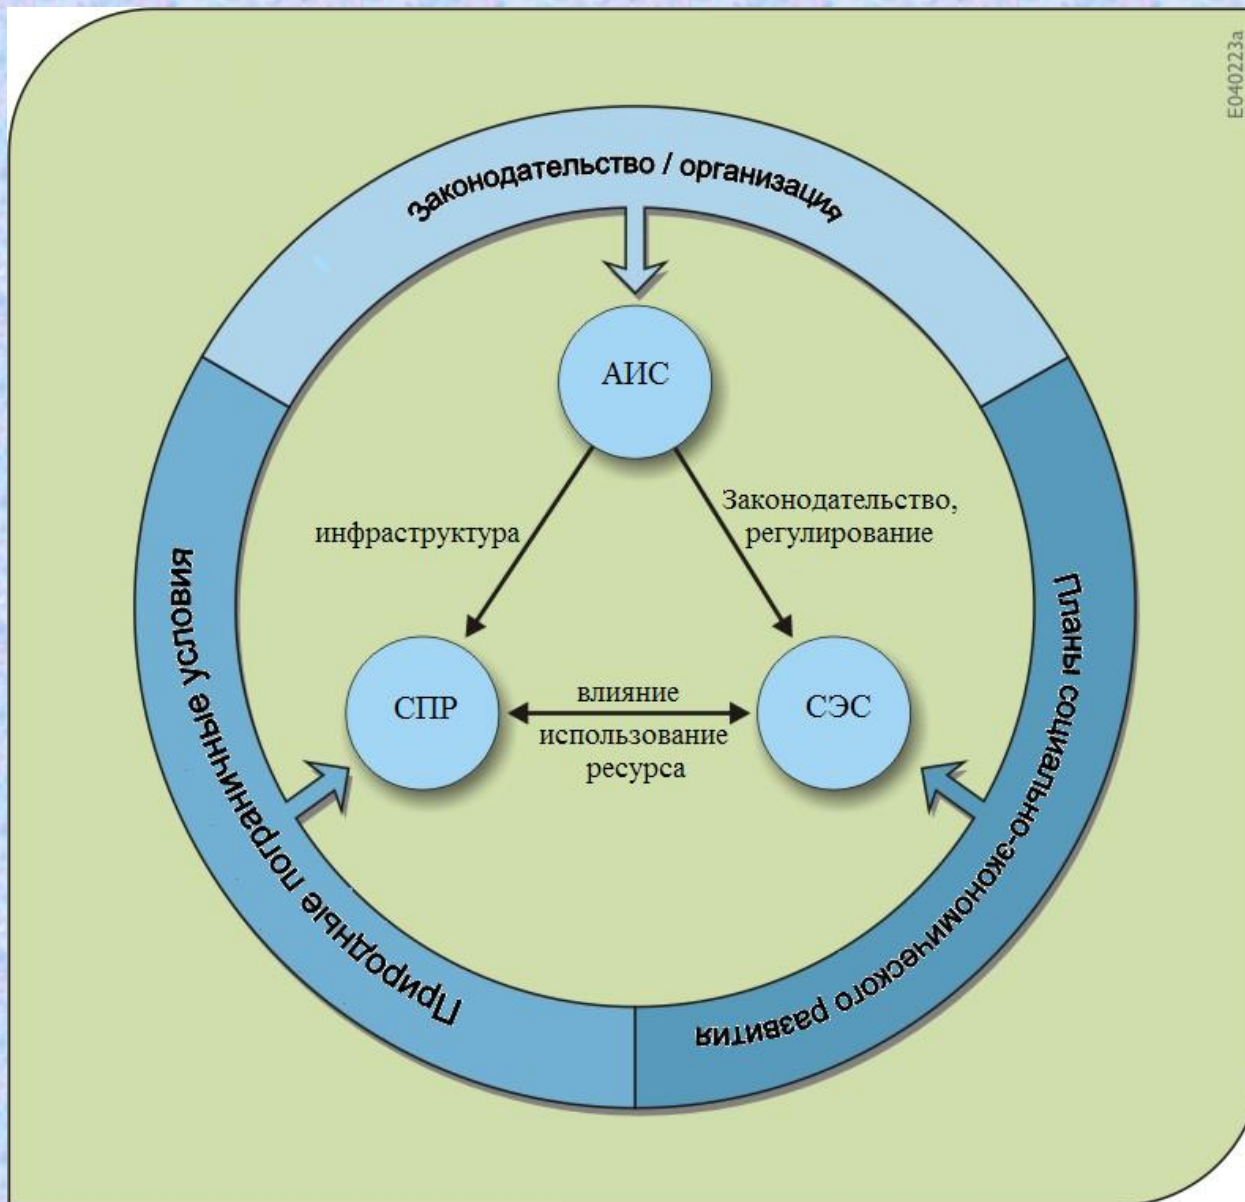 E040223a
Законодательство / организация
АИС
инфраструктура
Законодательство,
регулирование
Природные пограничные условия
Планы социально-экономического развития
СПР
влияние
использование
ресурса
СЭС